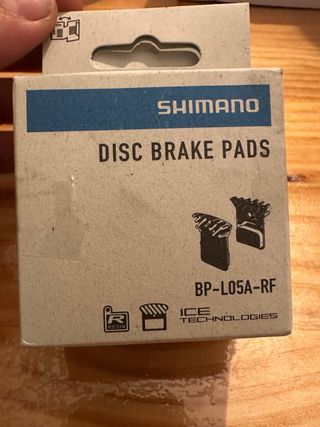 SHIMANO
DISC BRAKE PADS
BP-L05A-RF
R
RESIN
ICE
TECHNOLOGIES